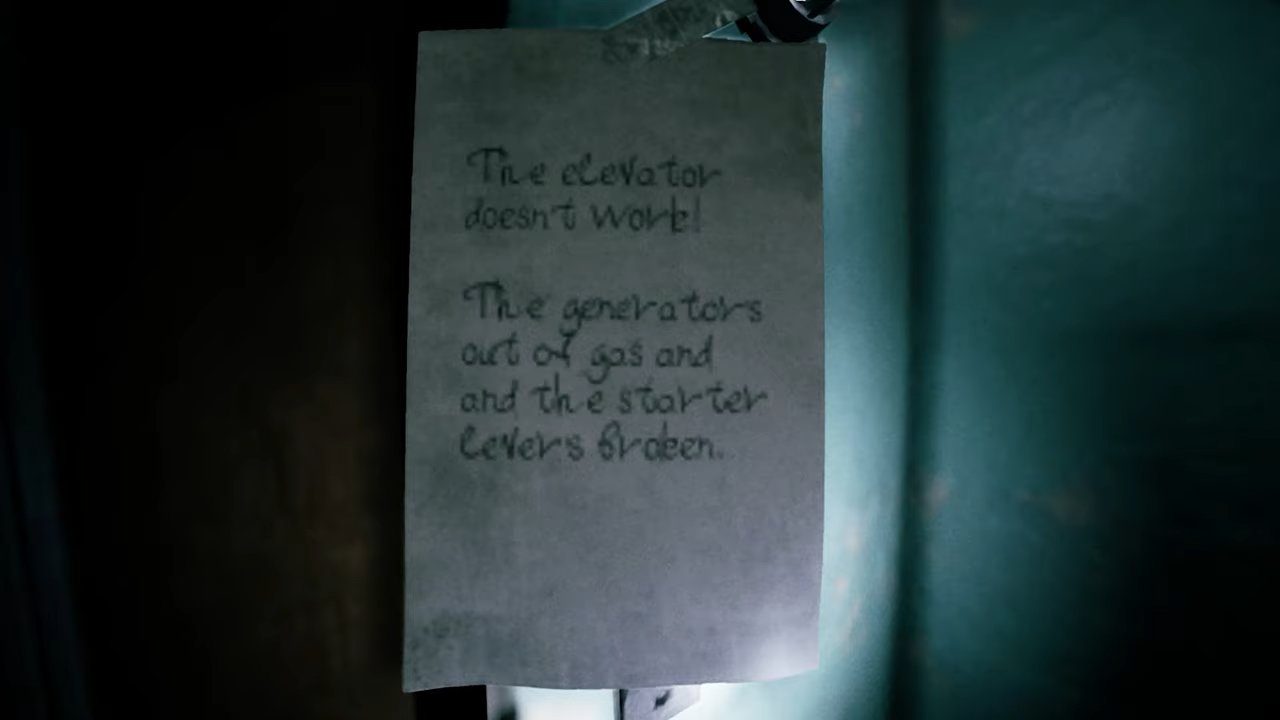 The elevator
doesn't work!
The generators
out of gas and
and the starter
levers broken.